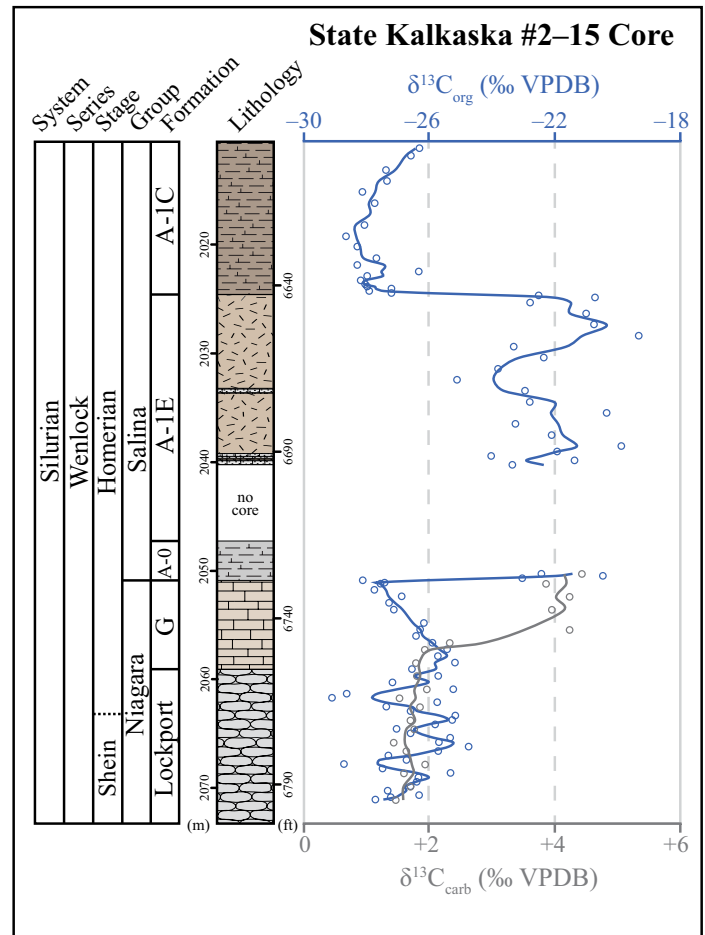 State Kalkaska #2–15 Core
System
Series
Stage
Group
Formation
Lithology
δ¹³Corg (‰ VPDB)
–30
–26
–22
–18
Silurian
Wenlock
Homerian
Shein
Salina
Niagara
A-1C
A-1E
A-0
G
Lockport
no
core
2020
2030
2040
2050
2060
2070
(m)
6640
6690
6740
6790
(ft)
0
+2
+4
+6
δ¹³Ccarb (‰ VPDB)